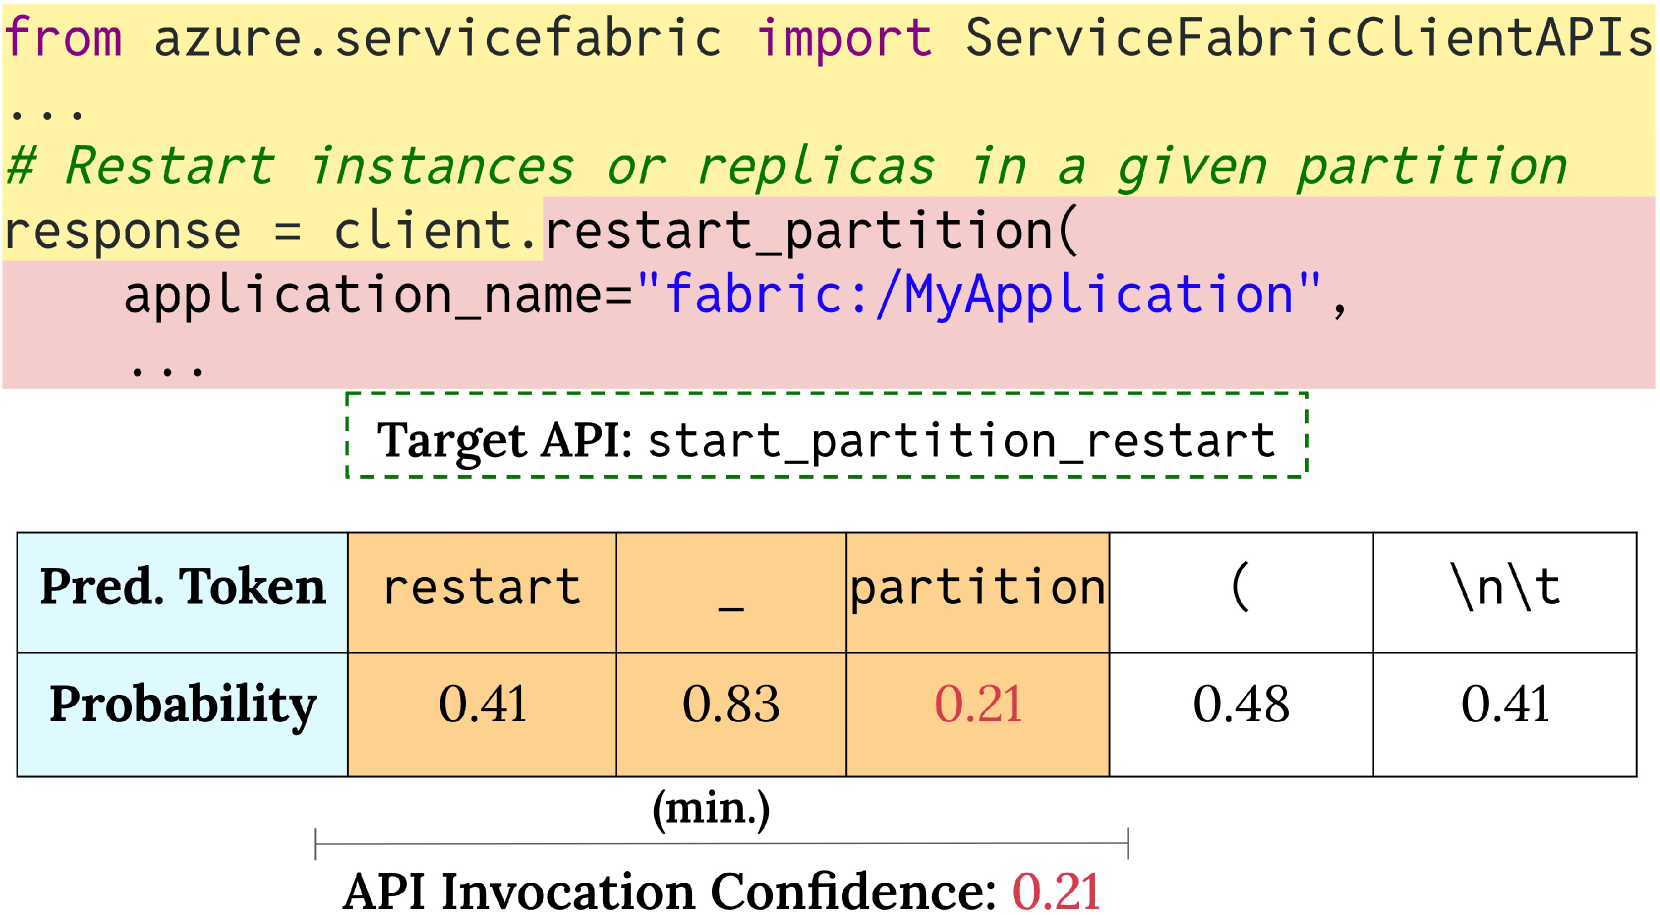 from azure.servicefabric import ServiceFabricClientAPIs
...
# Restart instances or replicas in a given partition
response = client.restart_partition(
    application_name="fabric:/MyApplication",
    ...
Target API: start_partition_restart
Pred. Token restart _ partition ( \n\t
Probability 0.41 0.83 0.21 0.48 0.41
(min.)
API Invocation Confidence: 0.21